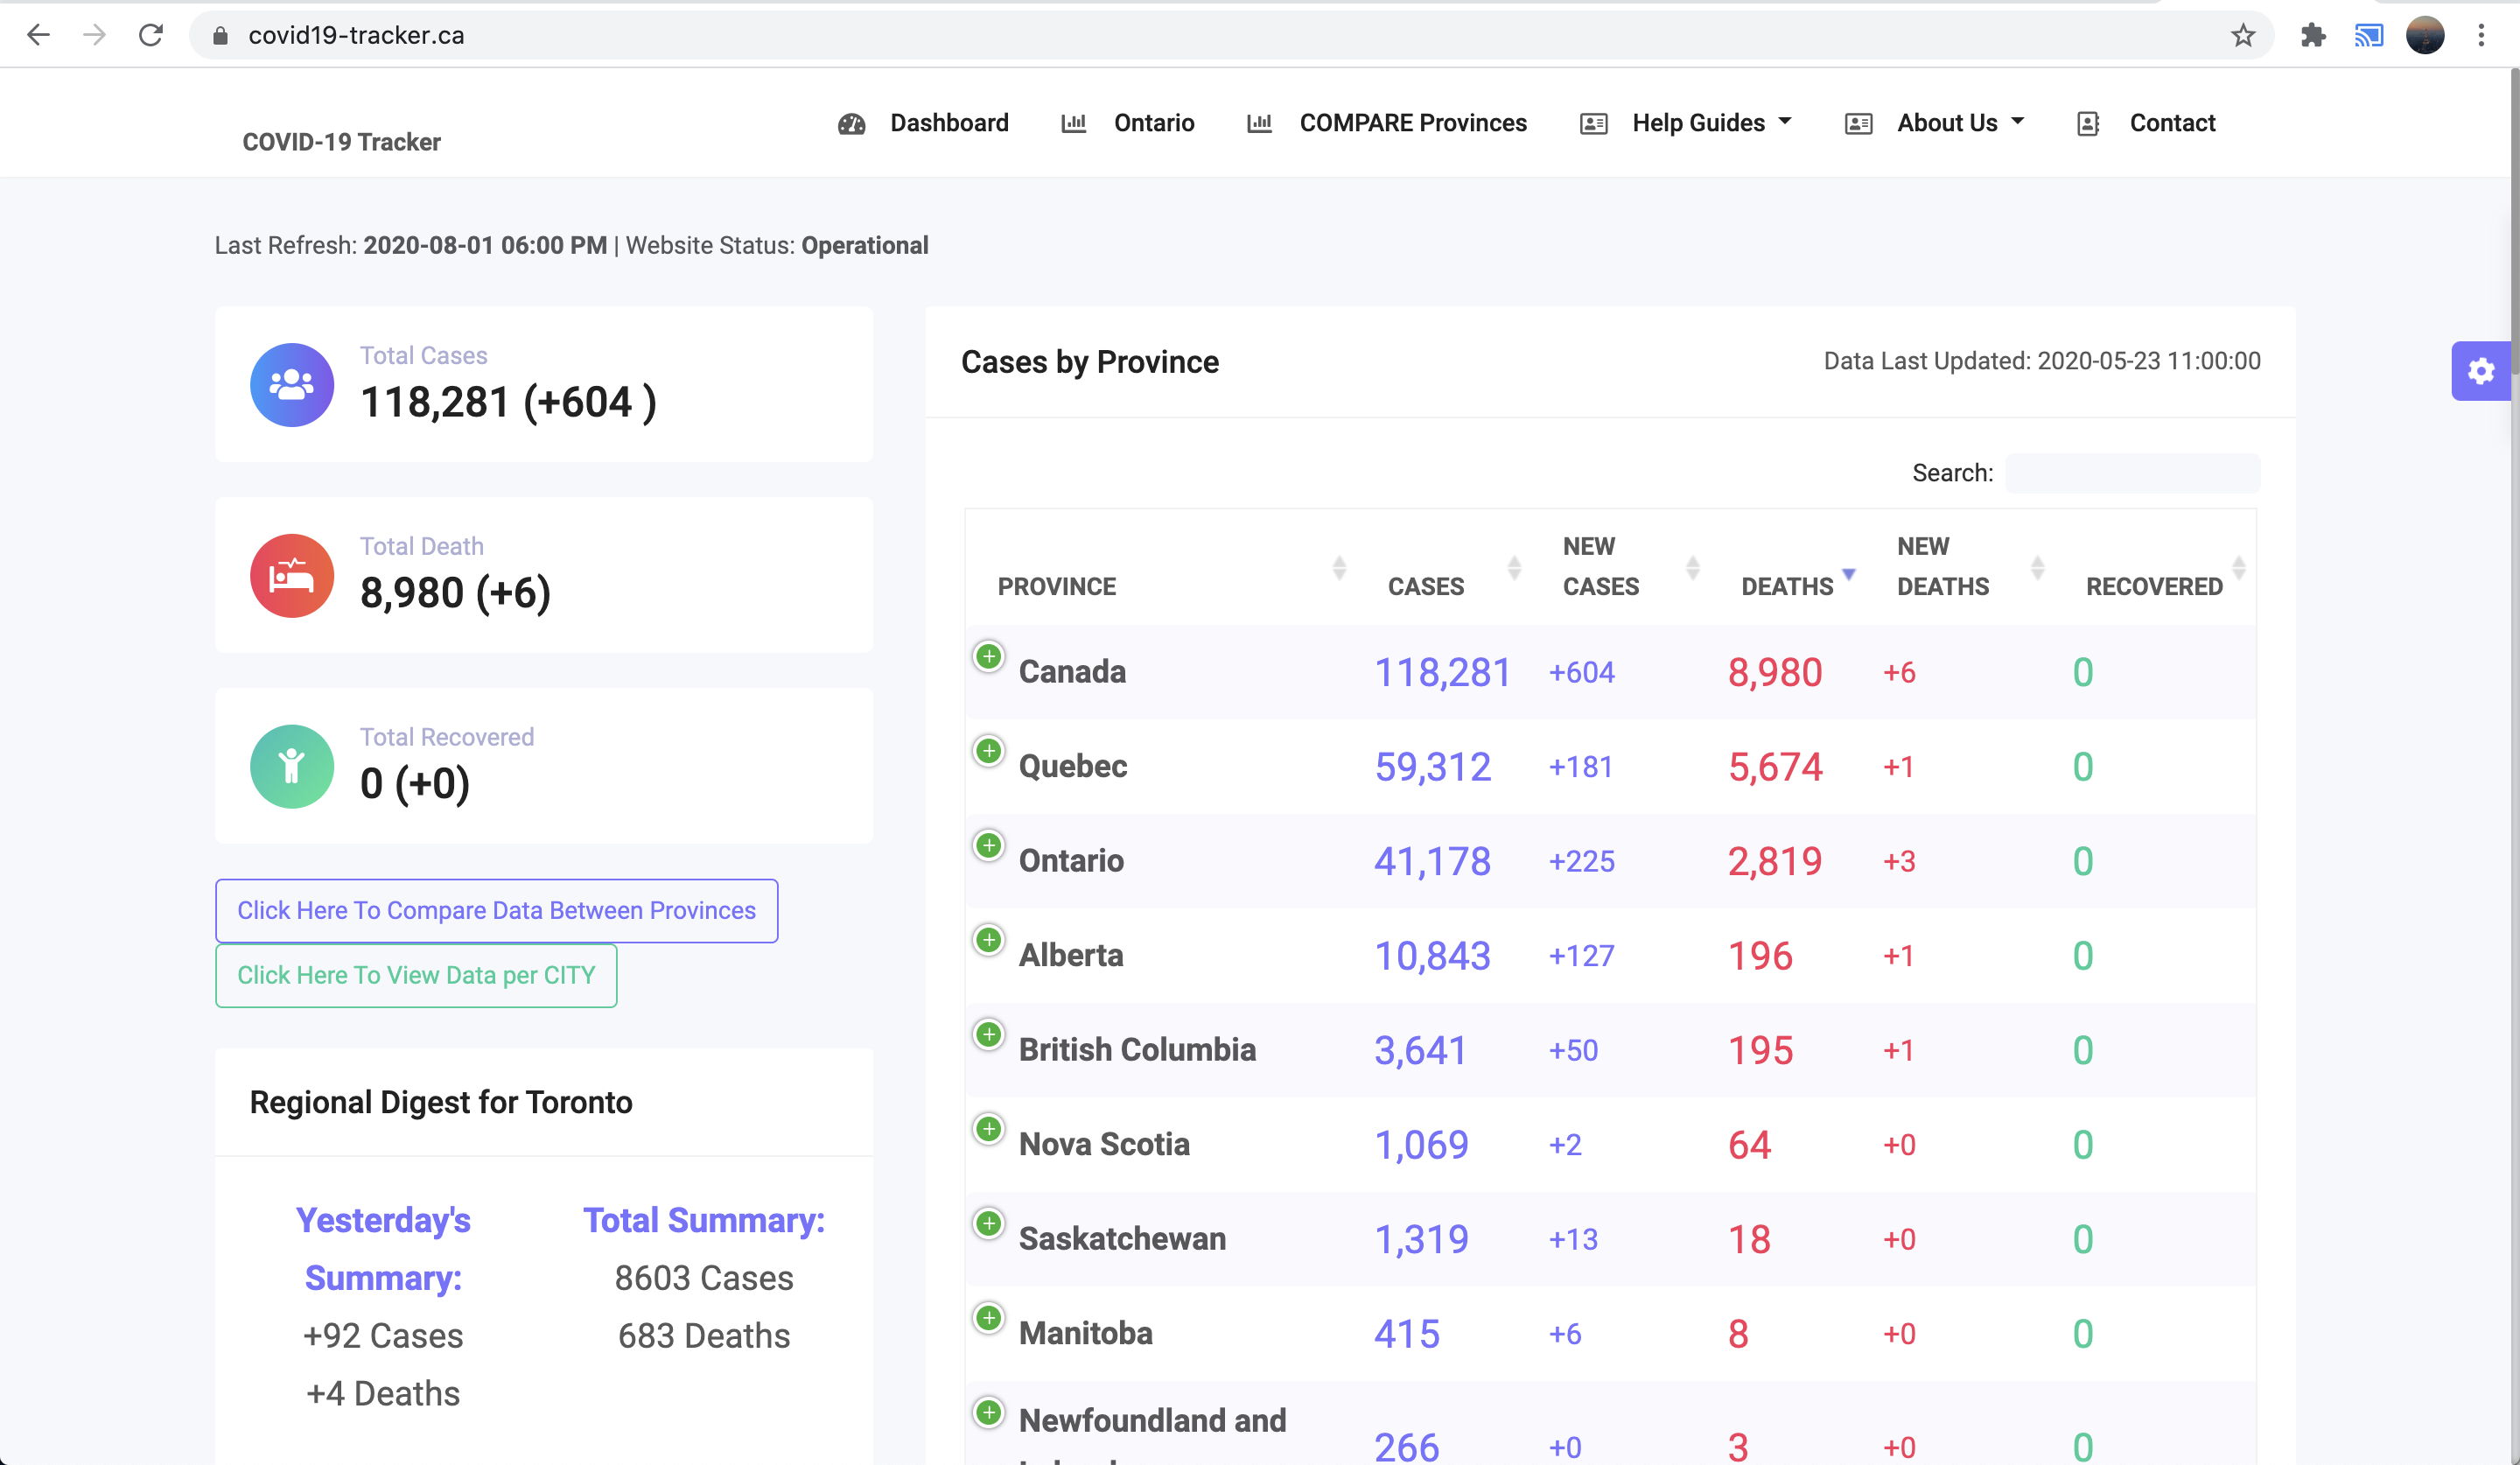 covid19-tracker.ca
COVID-19 Tracker
Dashboard
Ontario
COMPARE Provinces
Help Guides
About Us
Contact
Last Refresh: 2020-08-01 06:00 PM | Website Status: Operational
Total Cases
118,281 (+604 )
Total Death
8,980 (+6)
Total Recovered
0 (+0)
Click Here To Compare Data Between Provinces
Click Here To View Data per CITY
Regional Digest for Toronto
Yesterday's
Summary:
+92 Cases
+4 Deaths
Total Summary:
8603 Cases
683 Deaths
Cases by Province
Data Last Updated: 2020-05-23 11:00:00
Search:
PROVINCE CASES NEW CASES DEATHS NEW DEATHS RECOVERED
Canada 118,281 +604 8,980 +6 0
Quebec 59,312 +181 5,674 +1 0
Ontario 41,178 +225 2,819 +3 0
Alberta 10,843 +127 196 +1 0
British Columbia 3,641 +50 195 +1 0
Nova Scotia 1,069 +2 64 +0 0
Saskatchewan 1,319 +13 18 +0 0
Manitoba 415 +6 8 +0 0
Newfoundland and
266 +0 3 +0 0